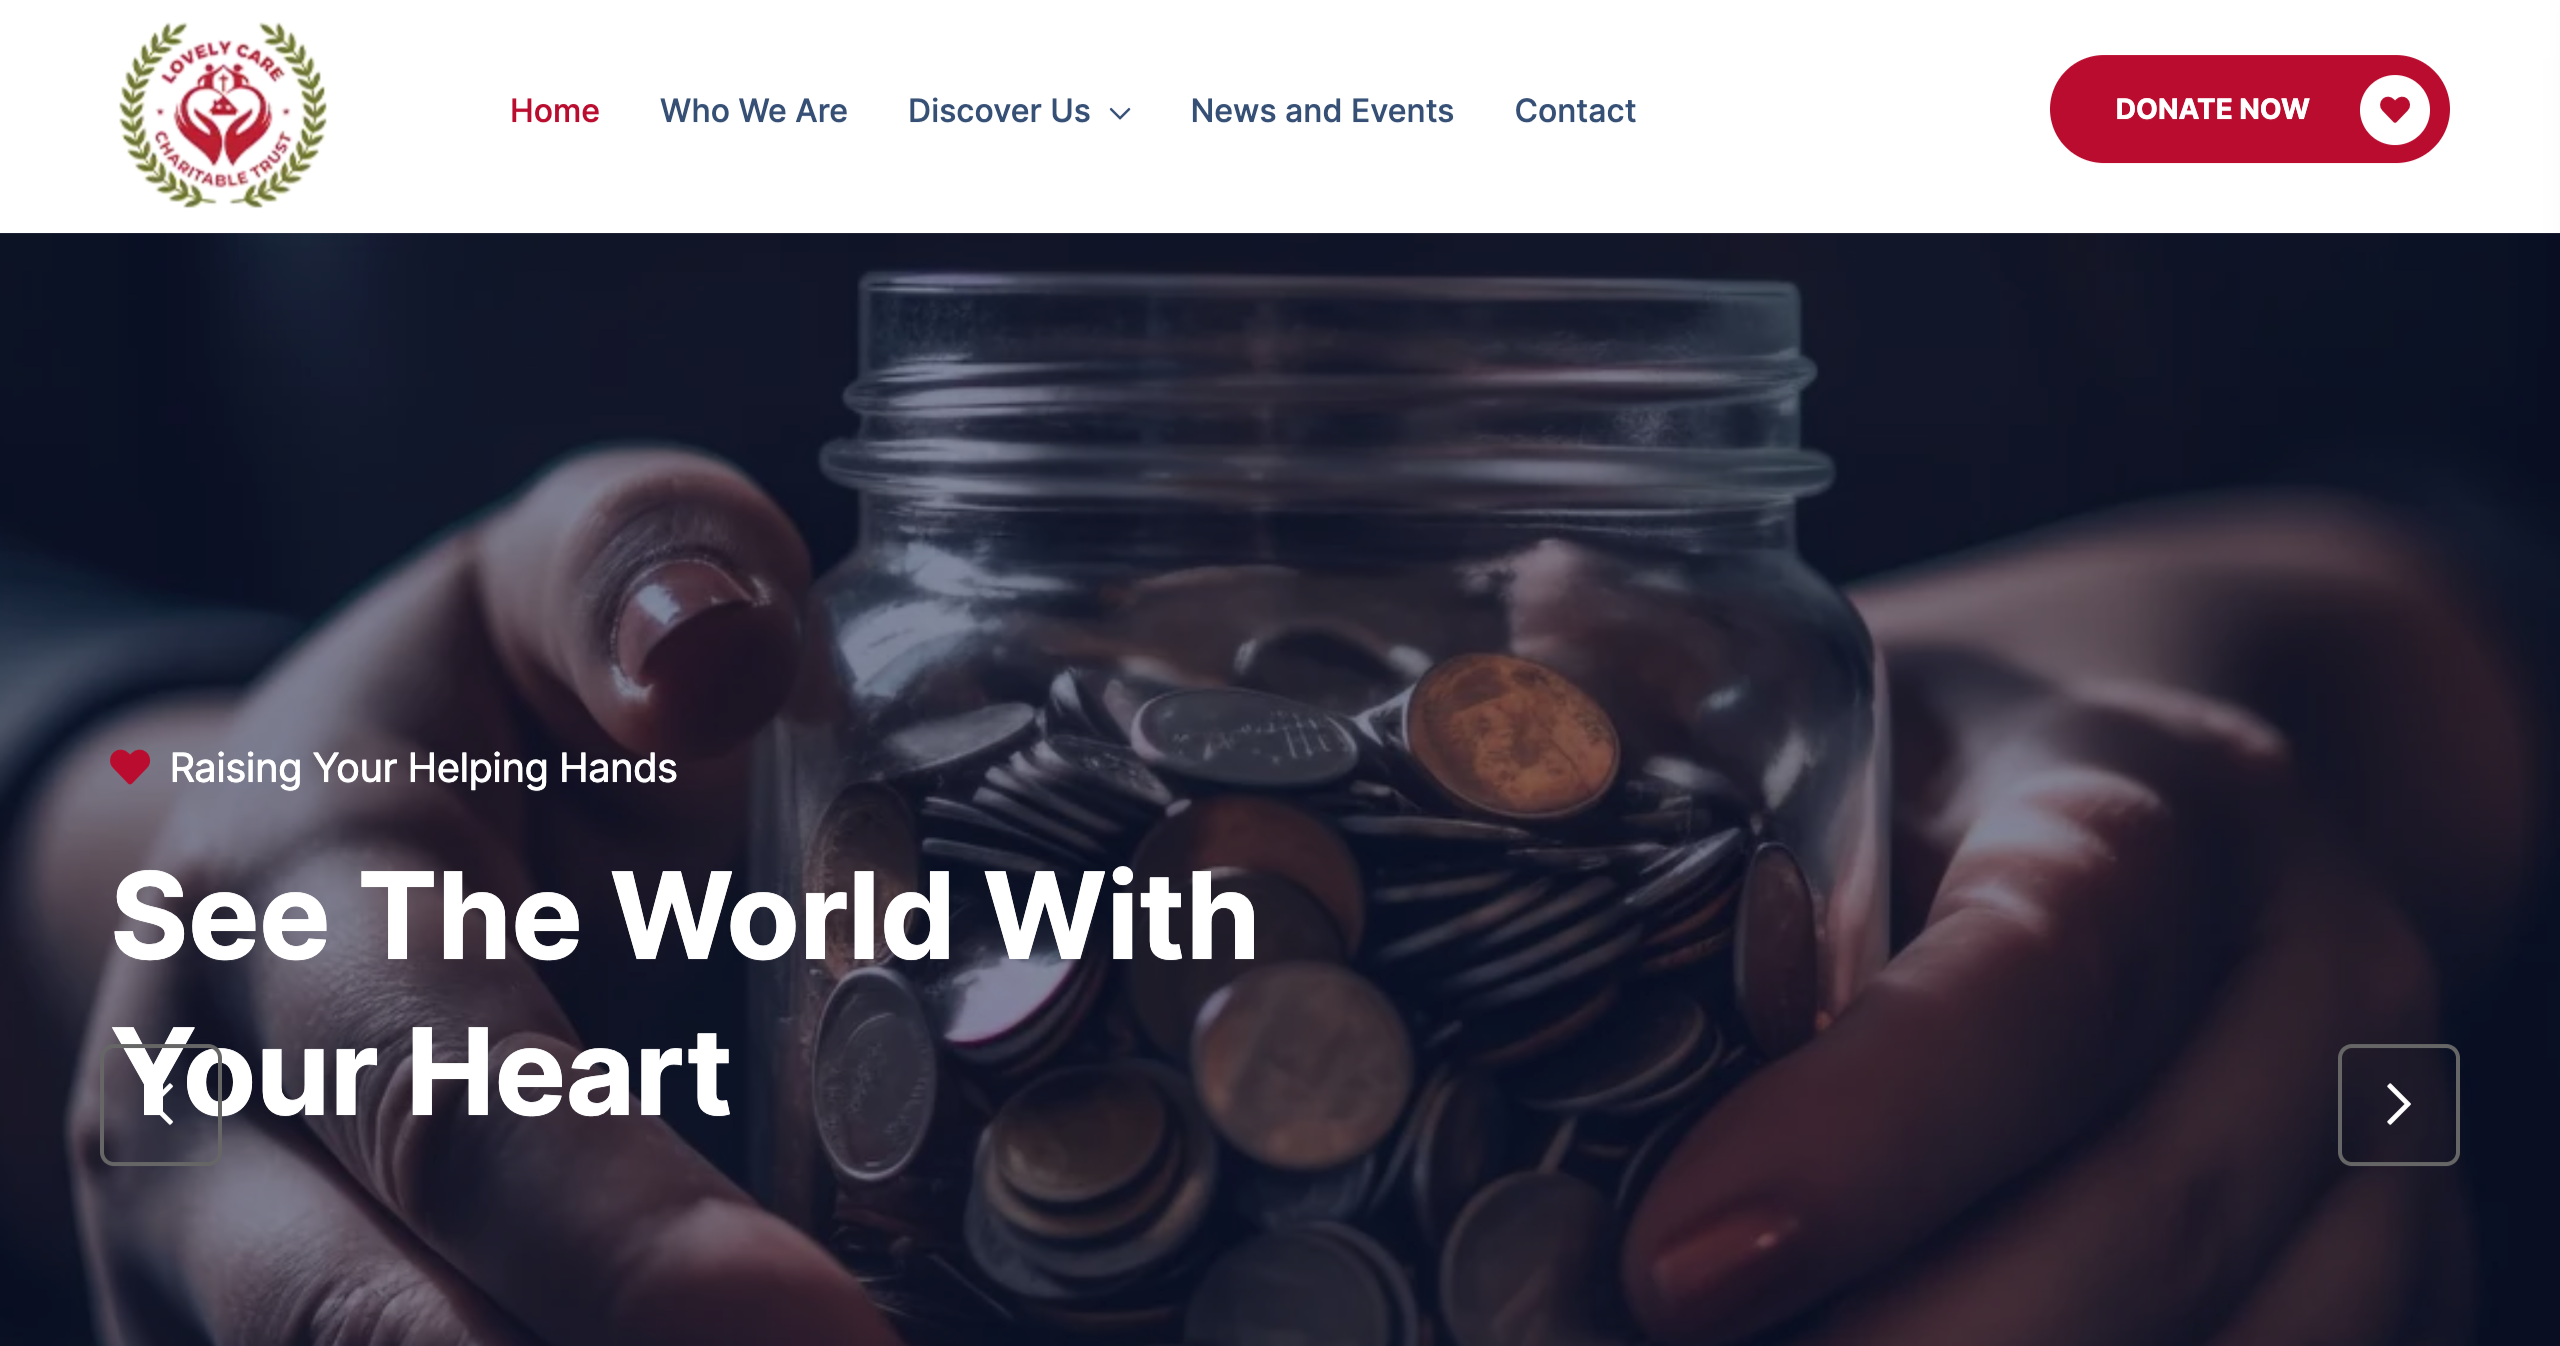 LOVELY CARE
CHARITABLE TRUST
Home
Who We Are
Discover Us
News and Events
Contact
DONATE NOW
Raising Your Helping Hands
See The World With
Your Heart